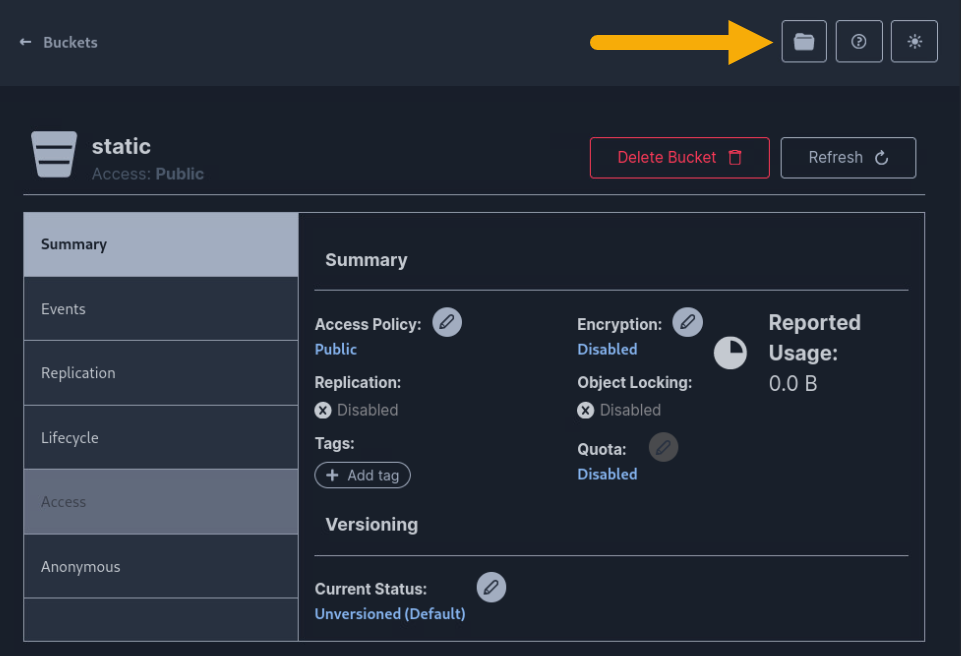 ← Buckets
static
Access: Public
Delete Bucket
Refresh
Summary
Events
Replication
Lifecycle
Access
Anonymous
Summary
Access Policy:
Public
Encryption:
Disabled
Reported
Usage:
0.0 B
Replication:
Disabled
Object Locking:
Disabled
Tags:
+ Add tag
Quota:
Disabled
Versioning
Current Status:
Unversioned (Default)